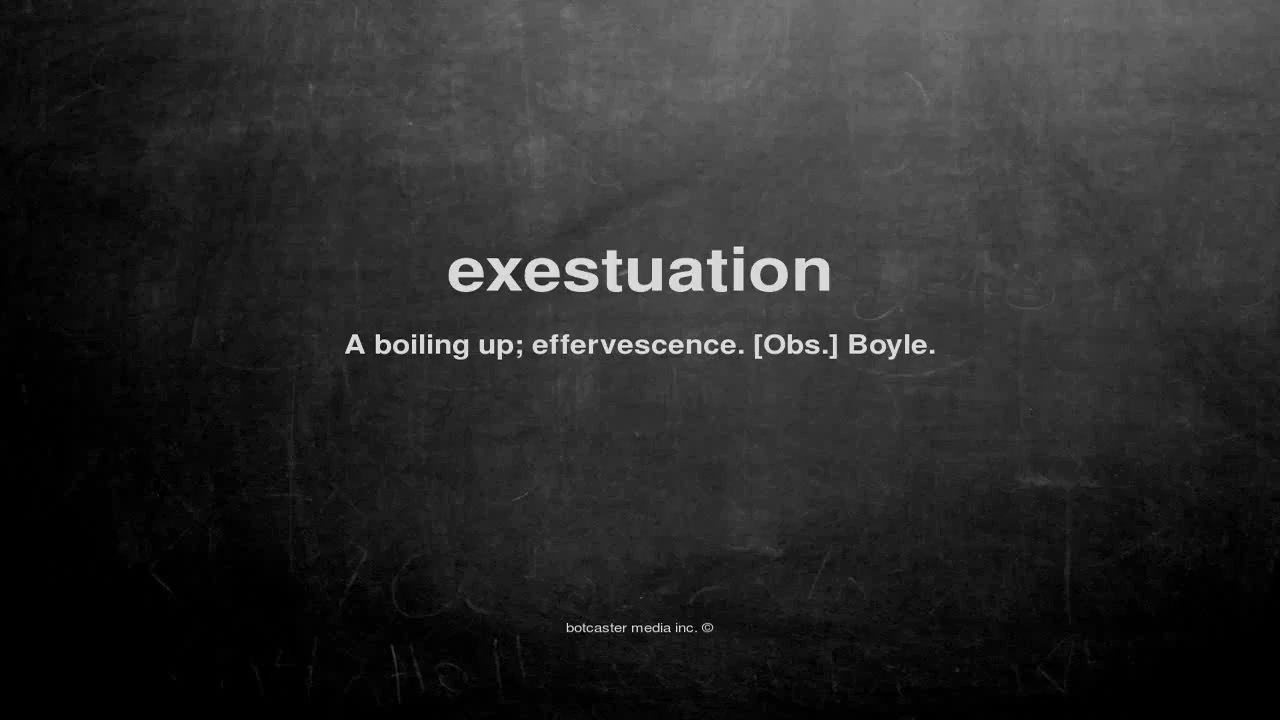 exestuation
A boiling up; effervescence. [Obs.] Boyle.
botcaster media inc. ©